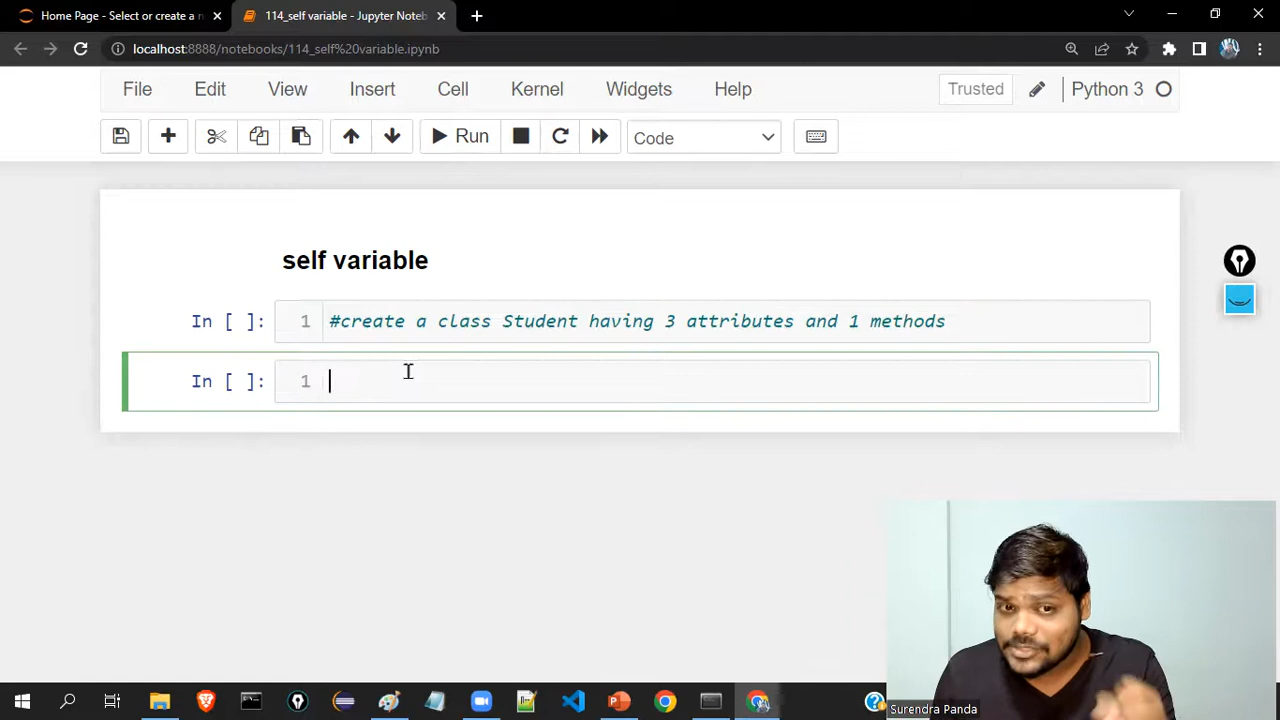 Home Page - Select or create a n
114_self variable - Jupyter Noteb
localhost:8888/notebooks/114_self%20variable.ipynb
File Edit View Insert Cell Kernel Widgets Help Trusted Python 3
Run Code
self variable
In [ ]: 1 #create a class Student having 3 attributes and 1 methods
In [ ]: 1
Surendra Panda